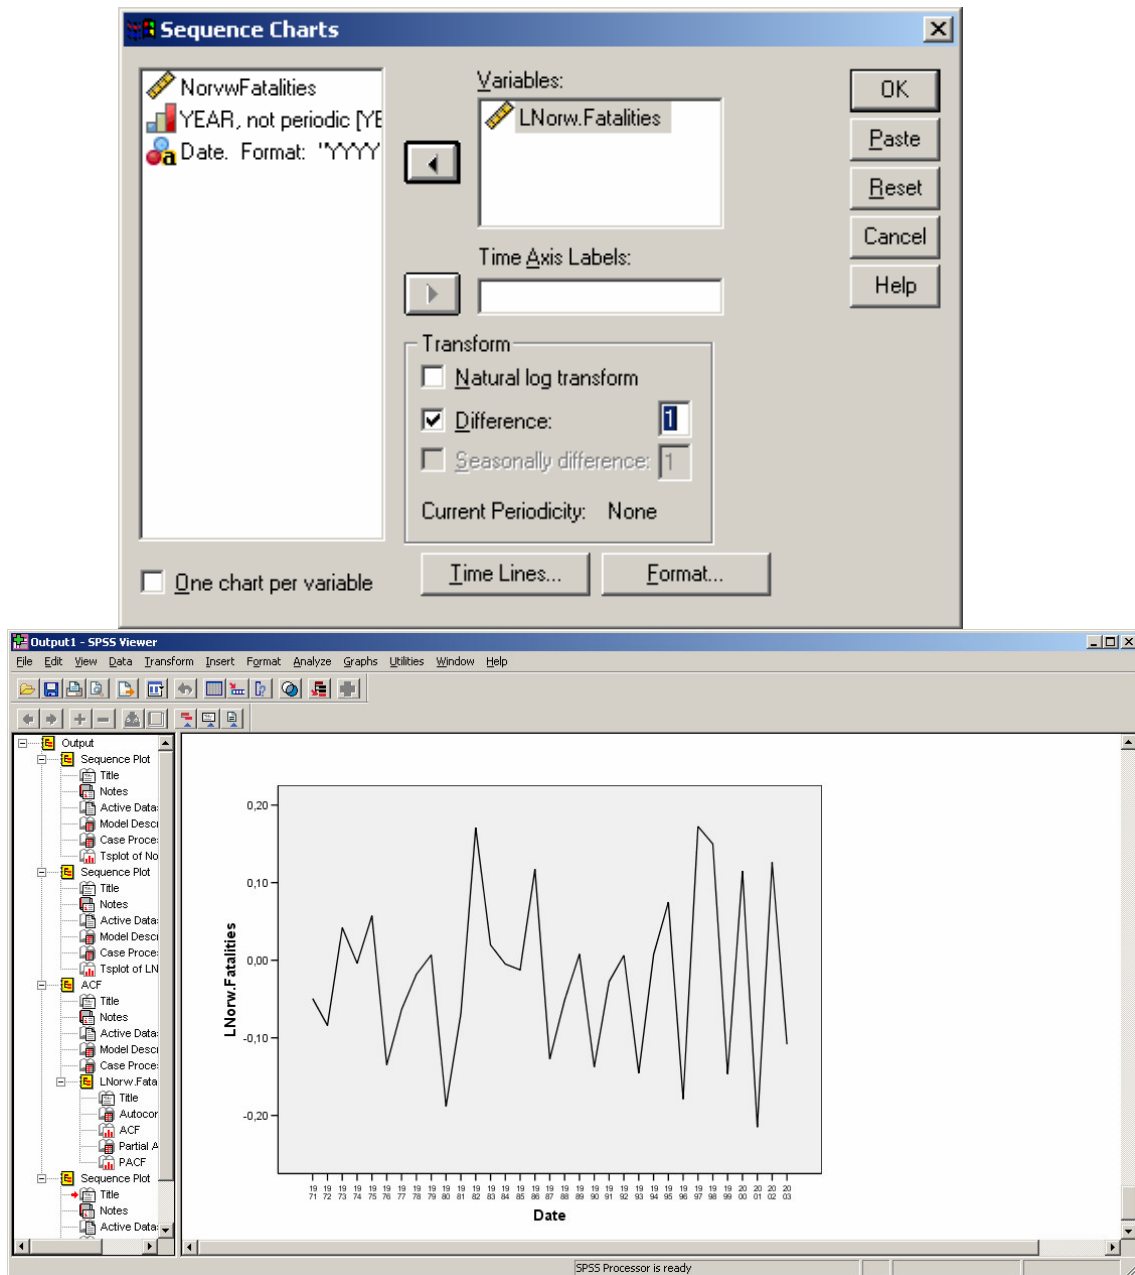 Sequence Charts
NorvwFatalities
YEAR, not periodic [YE
Date. Format: "YYYY
Variables:
LNorw.Fatalities
Time Axis Labels:
Transform
Natural log transform
Difference: 1
Seasonally difference: 1
Current Periodicity: None
One chart per variable
Time Lines...
Format...
OK
Paste
Reset
Cancel
Help
Output1 - SPSS Viewer
File Edit View Data Transform Insert Format Analyze Graphs Utilities Window Help
Output
Sequence Plot
Title
Notes
Active Data
Model Descr
Case Proce
Tsplot of No
Sequence Plot
Title
Notes
Active Data
Model Descr
Case Proce
Tsplot of LN
ACF
Title
Notes
Active Data
Model Descr
Case Proce
LNorw.Fata
Title
Autocor
ACF
Partial A
PACF
Sequence Plot
Title
Notes
Active Data
0,20
0,10
0,00
-0,10
-0,20
LNorw.Fatalities
19 19 19 19 19 19 19 19 19 19 19 19 19 19 19 19 19 19 19 19 19 19 19 19 19 19 19 19 19 20 20 20 20
71 72 73 74 75 76 77 78 79 80 81 82 83 84 85 86 87 88 89 90 91 92 93 94 95 96 97 98 99 00 01 02 03
Date
SPSS Processor is ready